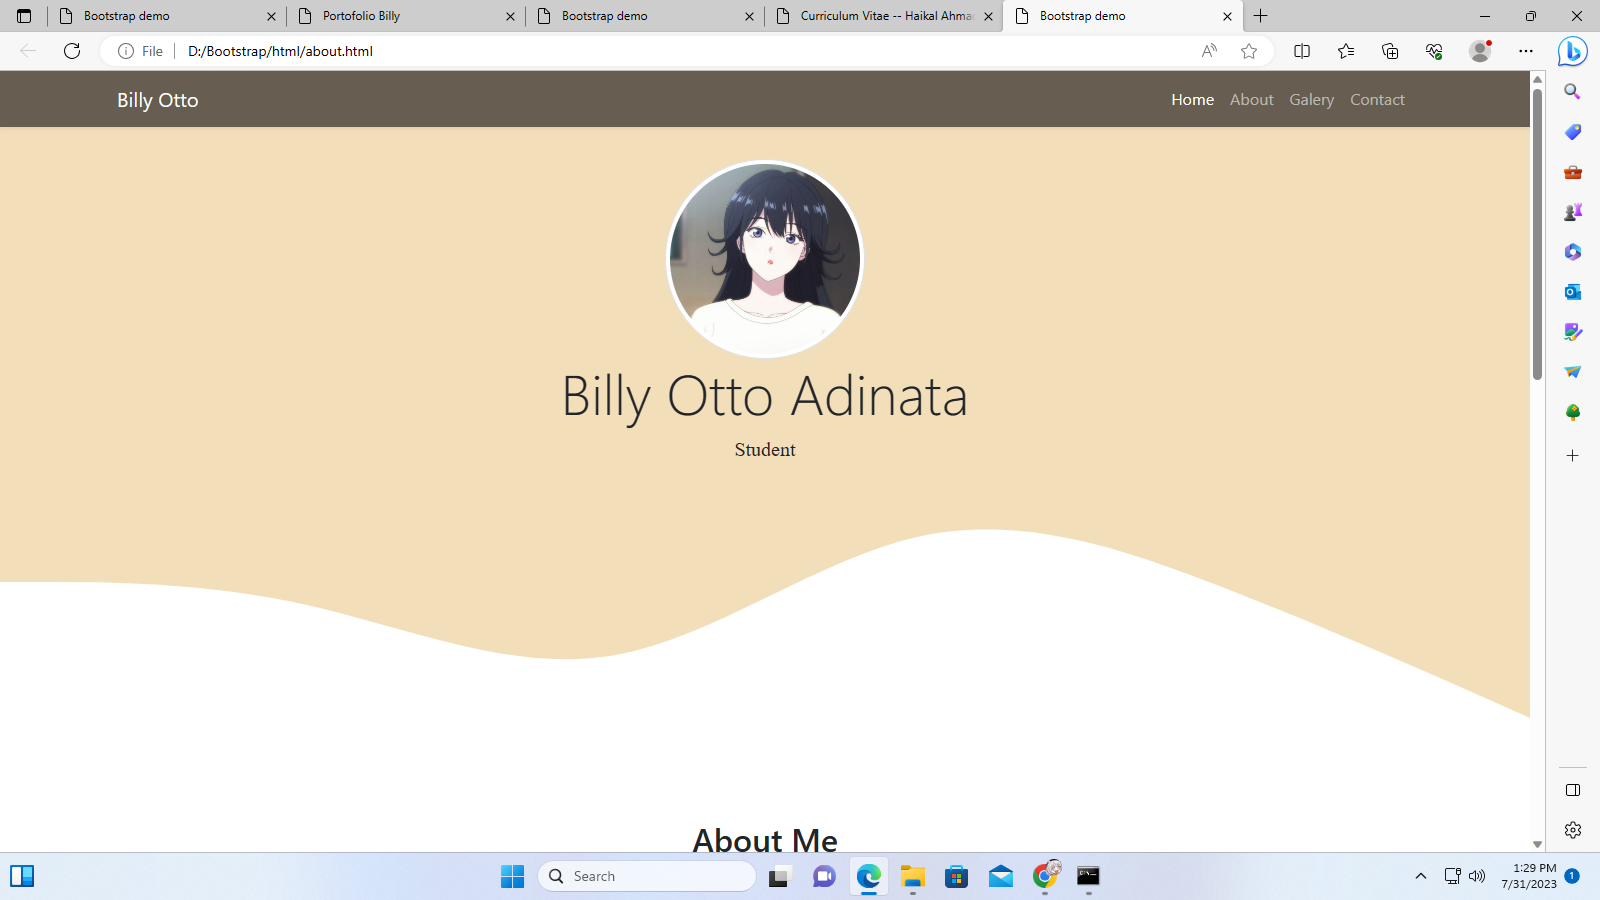 Bootstrap demo
Portofolio Billy
Bootstrap demo
Curriculum Vitae -- Haikal Ahmad
Bootstrap demo
File
D:/Bootstrap/html/about.html
Billy Otto
Home About Galery Contact
Billy Otto Adinata
Student
About Me
Search
1:29 PM
7/31/2023
1